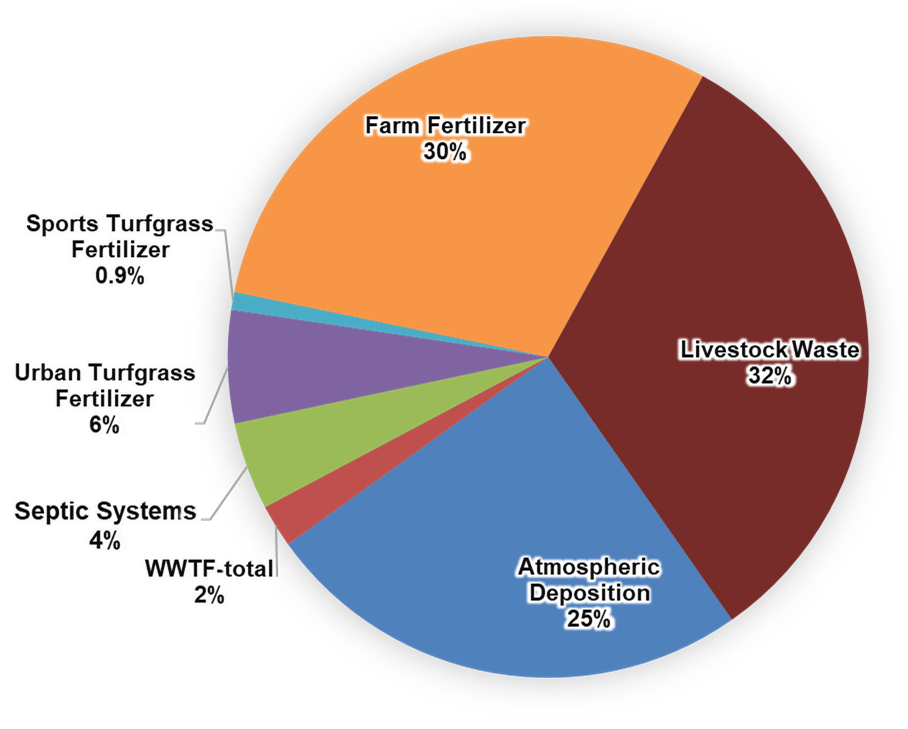 Farm Fertilizer
30%
Sports Turfgrass
Fertilizer
0.9%
Livestock Waste
32%
Urban Turfgrass
Fertilizer
6%
Septic Systems
4%
WWTF-total
2%
Atmospheric
Deposition
25%